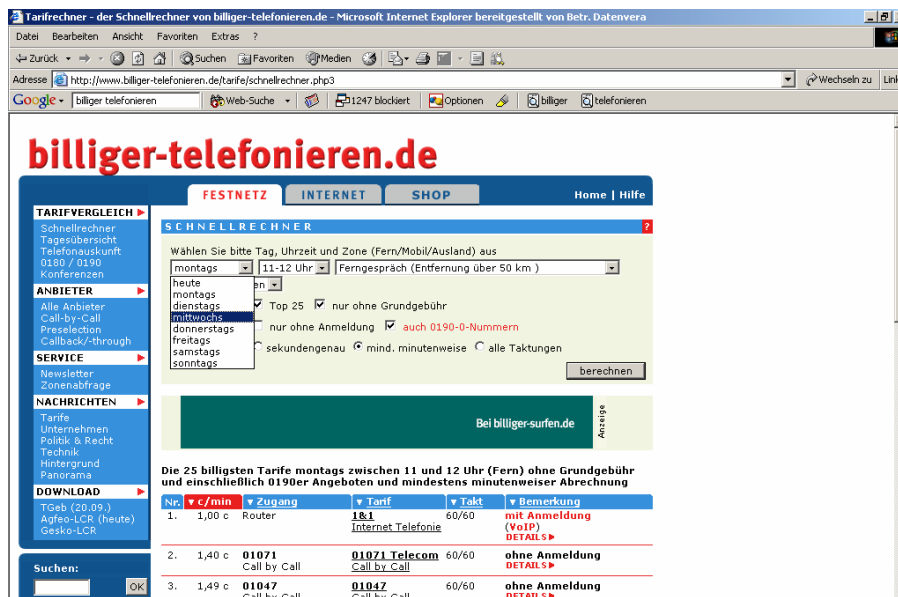 Tarifrechner - der Schnellrechner von billiger-telefonieren.de - Microsoft Internet Explorer bereitgestellt von Betr. Datenvera
Datei Bearbeiten Ansicht Favoriten Extras ?
Zurück Suchen Favoriten Medien
Adresse http://www.billiger-telefonieren.de/tarife/schnellrechner.php3 Wechseln zu Link
Google billiger telefonieren Web-Suche 1247 blockiert Optionen billiger telefonieren
billiger-telefonieren.de
FESTNETZ INTERNET SHOP Home | Hilfe
TARIFVERGLEICH
Schnellrechner
Tagesübersicht
Telefonauskunft
0180 / 0190
Konferenzen
ANBIETER
Alle Anbieter
Call-by-Call
Preselection
Callback/-through
SERVICE
Newsletter
Zonenabfrage
NACHRICHTEN
Tarife
Unternehmen
Politik & Recht
Technik
Hintergrund
Panorama
DOWNLOAD
TGeb (20.09.)
Agfeo-LCR (heute)
Gesko-LCR
Suchen:
OK
SCHNELLRECHNER ?
Wählen Sie bitte Tag, Uhrzeit und Zone (Fern/Mobil/Ausland) aus
montags 11-12 Uhr Ferngespräch (Entfernung über 50 km )
heute
montags
dienstags
mittwochs
donnerstags
freitags
samstags
sonntags
en
Top 25 nur ohne Grundgebühr
nur ohne Anmeldung auch 0190-0-Nummern
sekundengenau mind. minutenweise alle Taktungen
berechnen
Bei billiger-surfen.de
Anzeige
Die 25 billigsten Tarife montags zwischen 11 und 12 Uhr (Fern) ohne Grundgebühr
und einschließlich 0190er Angeboten und mindestens minutenweiser Abrechnung
Nr. c/min Zugang Tarif Takt Bemerkung
1. 1,00 c Router 1&1 60/60 mit Anmeldung
Internet Telefonie (VoIP)
DETAILS
2. 1,40 c 01071 01071 Telecom 60/60 ohne Anmeldung
Call by Call Call by Call DETAILS
3. 1,49 c 01047 01047 60/60 ohne Anmeldung
Call by Call Call by Call DETAILS